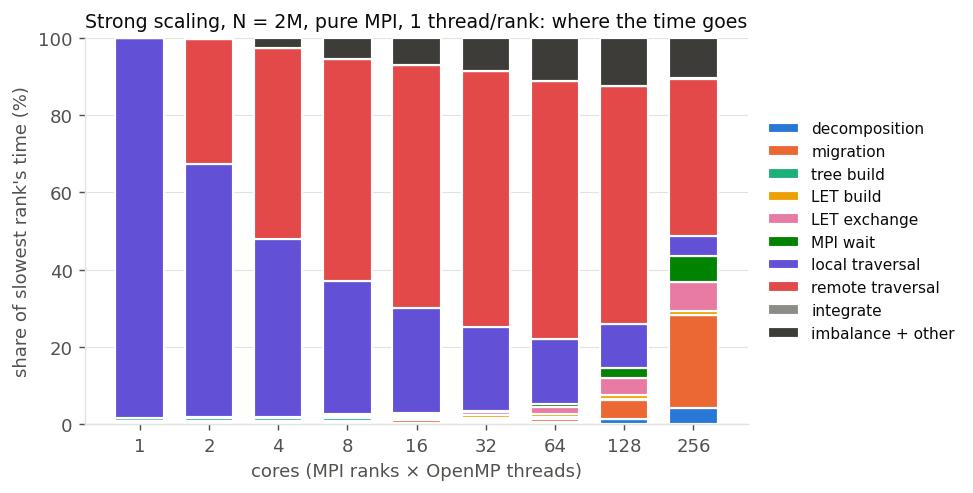 Strong scaling, N = 2M, pure MPI, 1 thread/rank: where the time goes
share of slowest rank's time (%)
100
80
60
40
20
0
1 2 4 8 16 32 64 128 256
cores (MPI ranks × OpenMP threads)
decomposition
migration
tree build
LET build
LET exchange
MPI wait
local traversal
remote traversal
integrate
imbalance + other